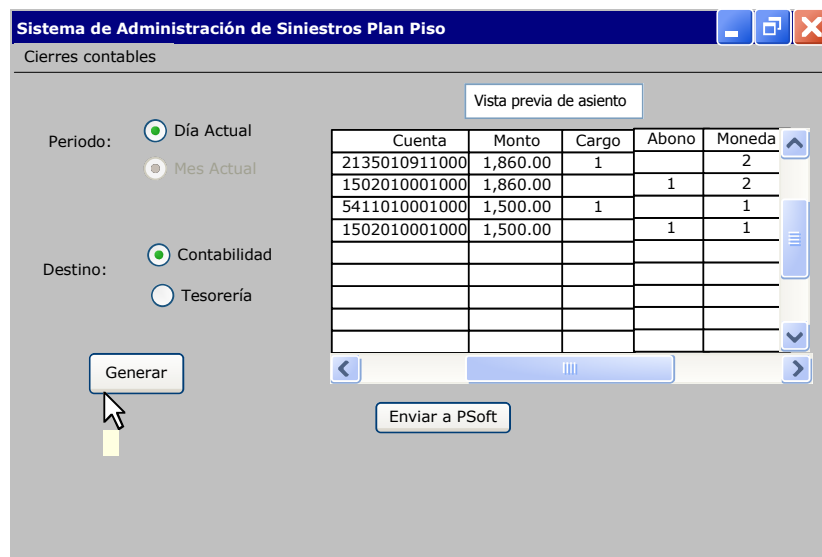 Sistema de Administración de Siniestros Plan Piso
Cierres contables
Vista previa de asiento
Periodo:
Día Actual
Mes Actual
Destino:
Contabilidad
Tesorería
Generar
Cuenta Monto Cargo Abono Moneda
2135010911000 1,860.00 1 2
1502010001000 1,860.00 1 2
5411010001000 1,500.00 1 1
1502010001000 1,500.00 1 1
Enviar a PSoft